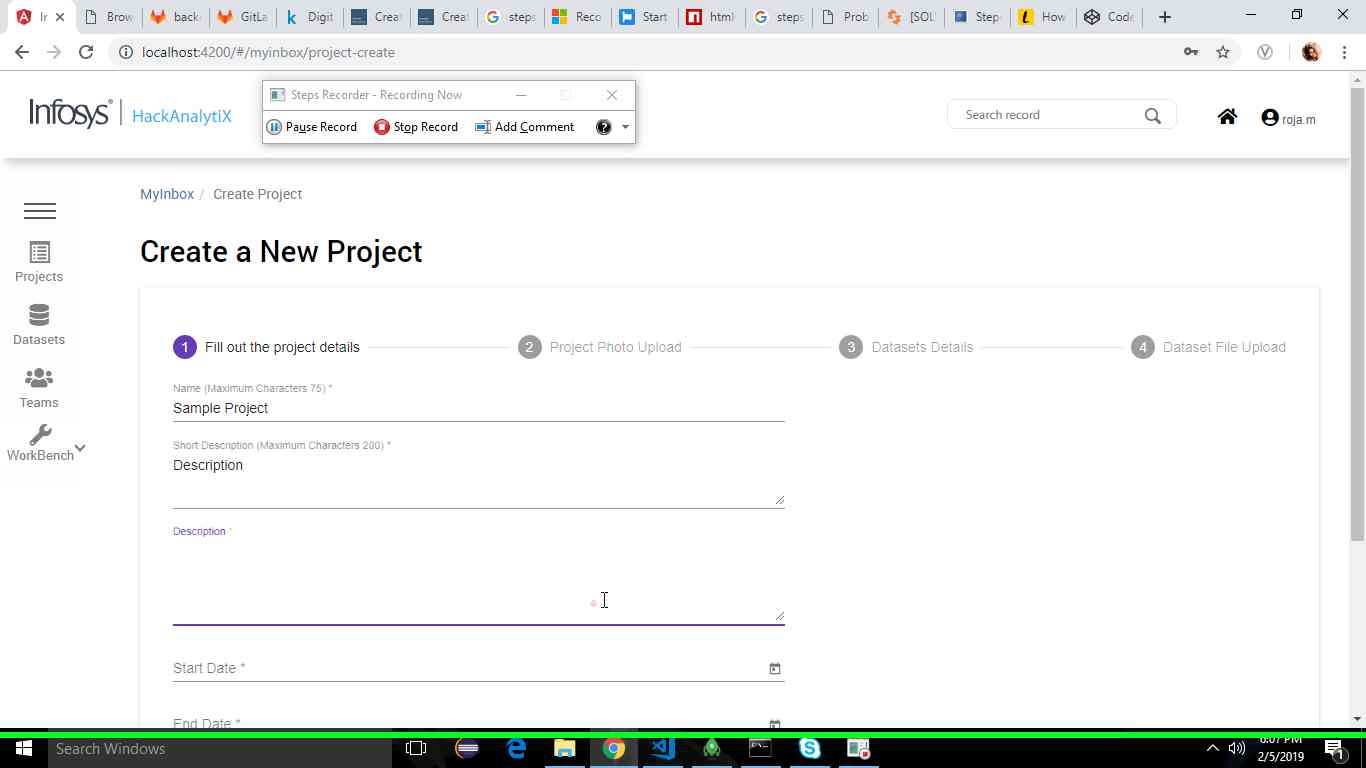 Ir
Brow
back
GitLa
Digit
Creat
Creat
steps
Reco
Start
html
steps
Prob
[SOL
Step
How
Code
localhost:4200/#/myinbox/project-create
Steps Recorder - Recording Now
Pause Record Stop Record Add Comment
Infosys HackAnalytiX
Search record
roja.m
MyInbox / Create Project
Projects
Datasets
Teams
WorkBench
Create a New Project
1 Fill out the project details 2 Project Photo Upload 3 Datasets Details 4 Dataset File Upload
Name (Maximum Characters 75) *
Sample Project
Short Description (Maximum Characters 200) *
Description
Description *
Start Date *
End Date *
Search Windows
6:07 PM
2/5/2019
1